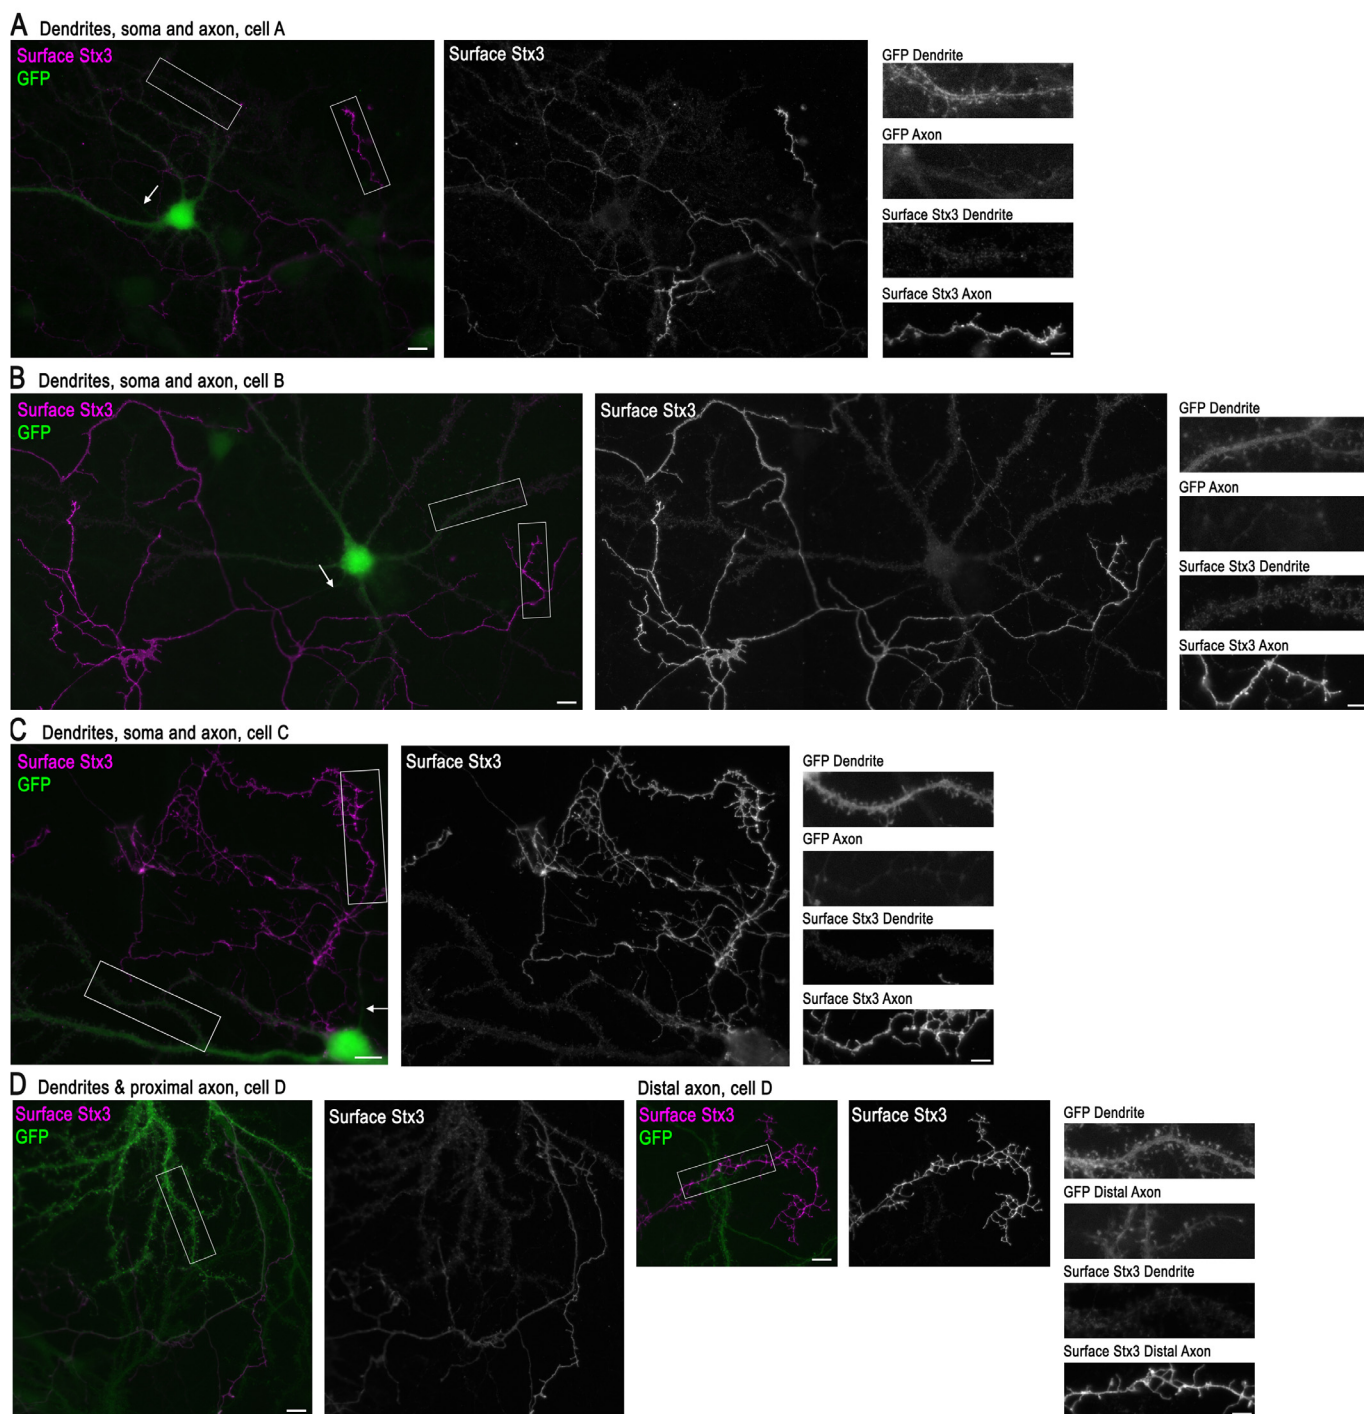 A Dendrites, soma and axon, cell A
Surface Stx3
GFP
Surface Stx3
GFP Dendrite
GFP Axon
Surface Stx3 Dendrite
Surface Stx3 Axon
B Dendrites, soma and axon, cell B
Surface Stx3
GFP
Surface Stx3
GFP Dendrite
GFP Axon
Surface Stx3 Dendrite
Surface Stx3 Axon
C Dendrites, soma and axon, cell C
Surface Stx3
GFP
Surface Stx3
GFP Dendrite
GFP Axon
Surface Stx3 Dendrite
Surface Stx3 Axon
D Dendrites & proximal axon, cell D
Surface Stx3
GFP
Surface Stx3
Distal axon, cell D
Surface Stx3
GFP
Surface Stx3
GFP Dendrite
GFP Distal Axon
Surface Stx3 Dendrite
Surface Stx3 Distal Axon